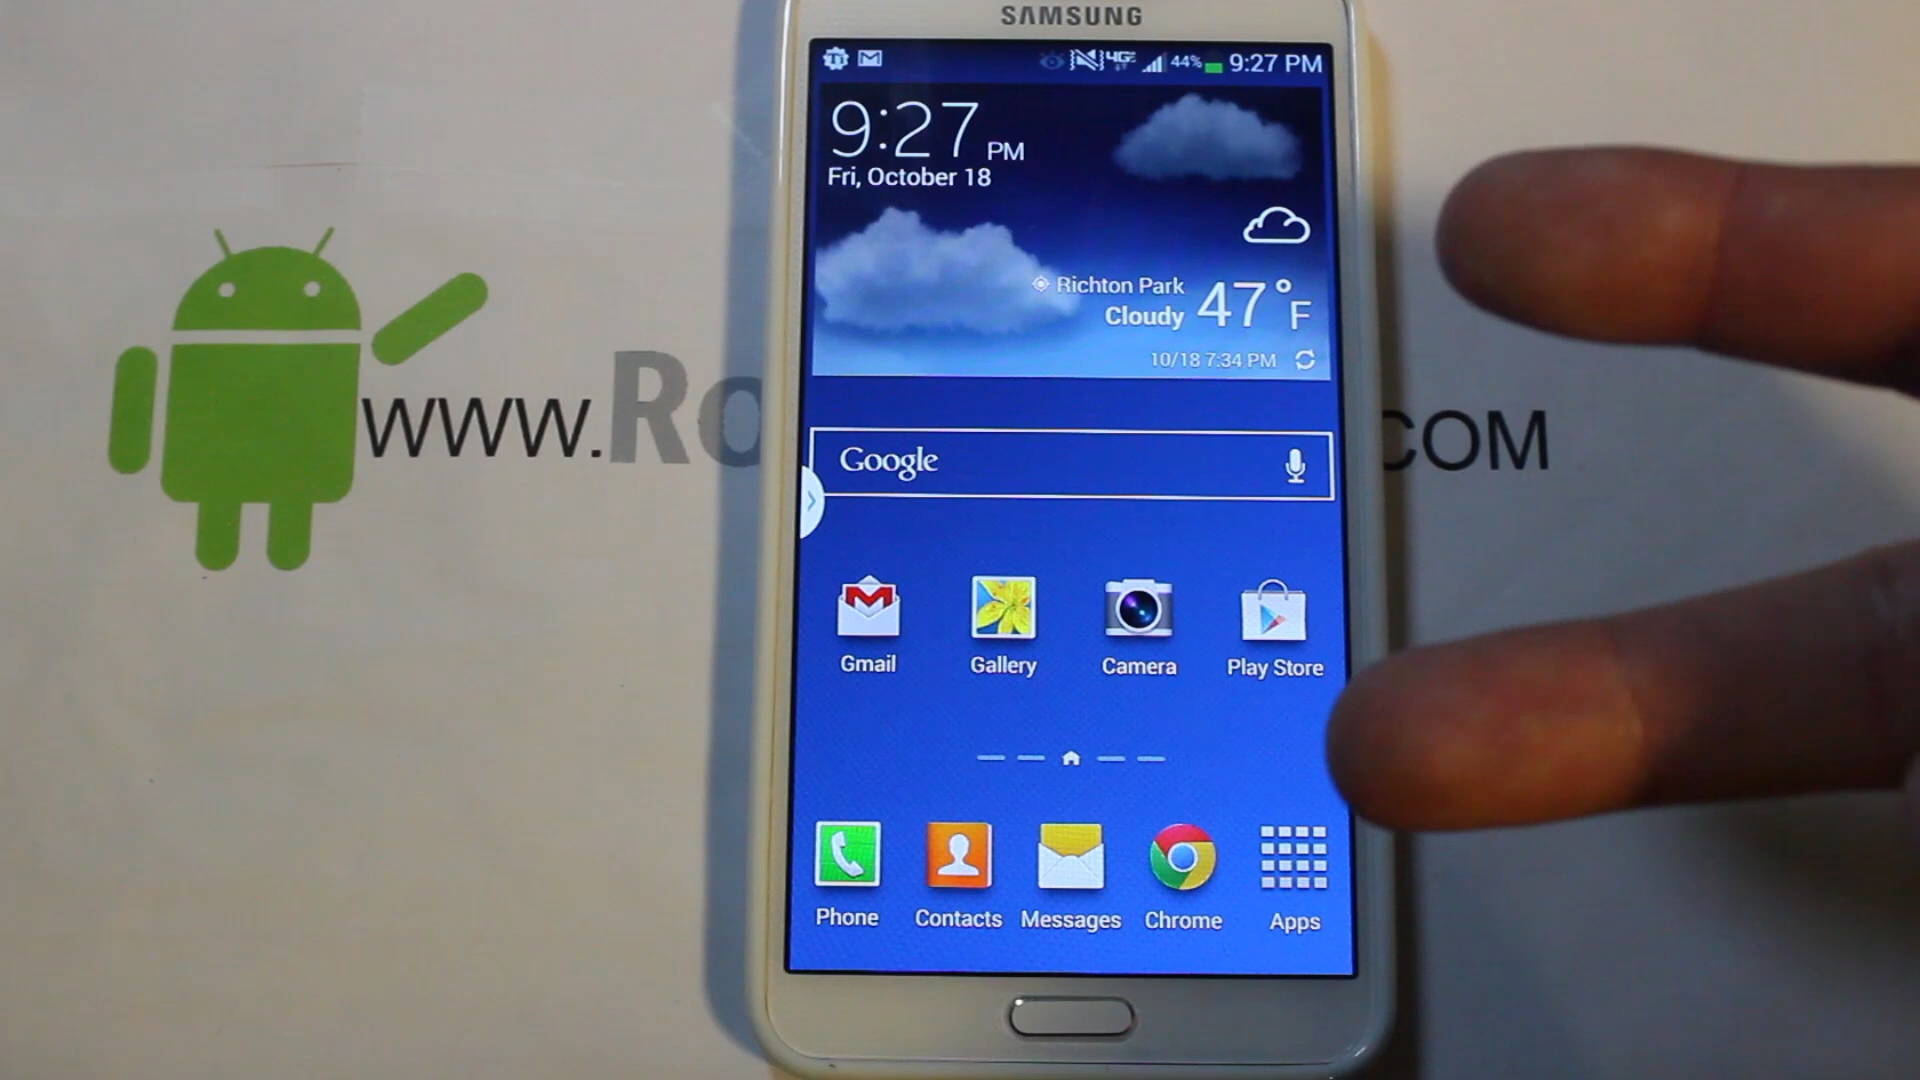 SAMSUNG
4G 44% 9:27 PM
9:27 PM
Fri, October 18
Richton Park
Cloudy 47°F
10/18 7:34 PM
www.Ro
COM
Google
Gmail Gallery Camera Play Store
Phone Contacts Messages Chrome Apps